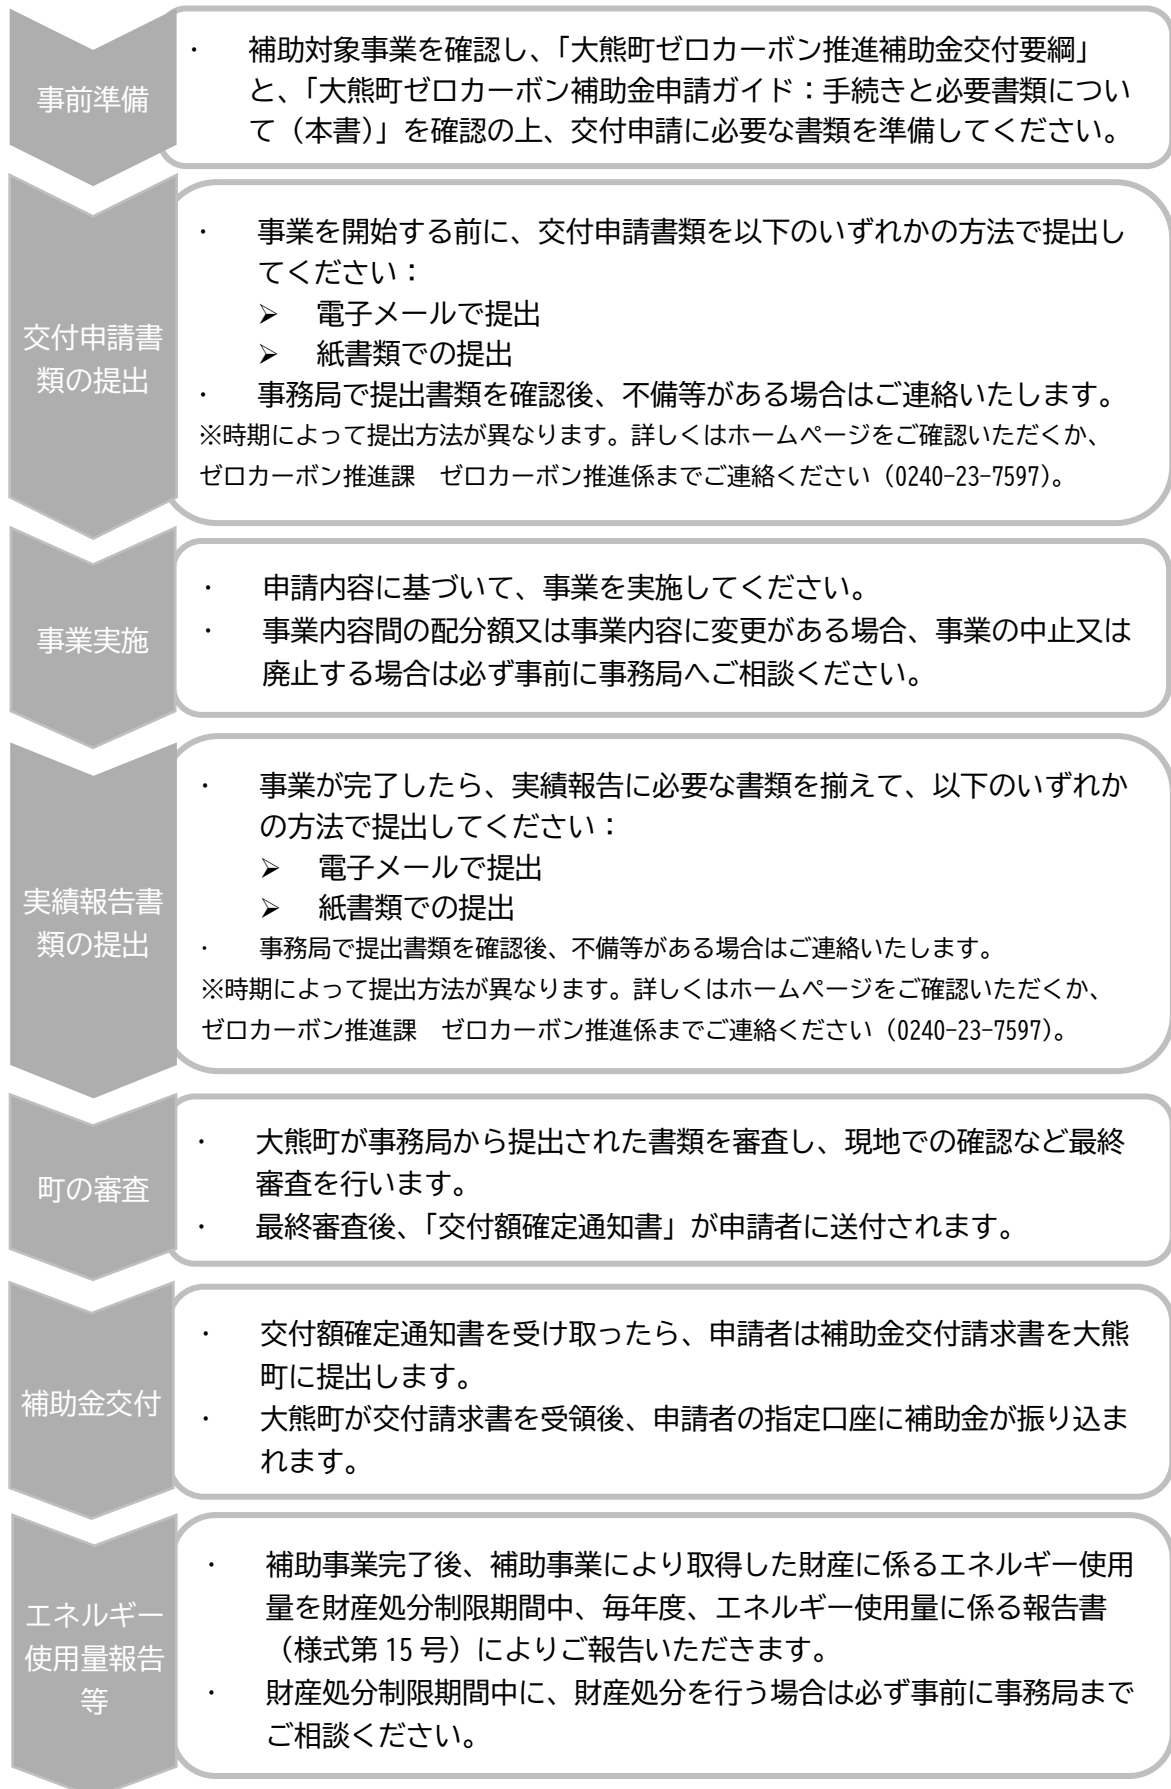 事前準備
・ 補助対象事業を確認し、「大熊町ゼロカーボン推進補助金交付要綱」
と、「大熊町ゼロカーボン補助金申請ガイド：手続きと必要書類につい
て（本書）」を確認の上、交付申請に必要な書類を準備してください。
交付申請書
類の提出
・ 事業を開始する前に、交付申請書類を以下のいずれかの方法で提出し
てください：
➢ 電子メールで提出
➢ 紙書類での提出
・ 事務局で提出書類を確認後、不備等がある場合はご連絡いたします。
※時期によって提出方法が異なります。詳しくはホームページをご確認いただくか、
ゼロカーボン推進課　ゼロカーボン推進係までご連絡ください（0240-23-7597）。
事業実施
・ 申請内容に基づいて、事業を実施してください。
・ 事業内容間の配分額又は事業内容に変更がある場合、事業の中止又は
廃止する場合は必ず事前に事務局へご相談ください。
実績報告書
類の提出
・ 事業が完了したら、実績報告に必要な書類を揃えて、以下のいずれか
の方法で提出してください：
➢ 電子メールで提出
➢ 紙書類での提出
・ 事務局で提出書類を確認後、不備等がある場合はご連絡いたします。
※時期によって提出方法が異なります。詳しくはホームページをご確認いただくか、
ゼロカーボン推進課　ゼロカーボン推進係までご連絡ください（0240-23-7597）。
町の審査
・ 大熊町が事務局から提出された書類を審査し、現地での確認など最終
審査を行います。
・ 最終審査後、「交付額確定通知書」が申請者に送付されます。
補助金交付
・ 交付額確定通知書を受け取ったら、申請者は補助金交付請求書を大熊
町に提出します。
・ 大熊町が交付請求書を受領後、申請者の指定口座に補助金が振り込ま
れます。
エネルギー
使用量報告
等
・ 補助事業完了後、補助事業により取得した財産に係るエネルギー使用
量を財産処分制限期間中、毎年度、エネルギー使用量に係る報告書
（様式第 15 号）によりご報告いただきます。
・ 財産処分制限期間中に、財産処分を行う場合は必ず事前に事務局まで
ご相談ください。